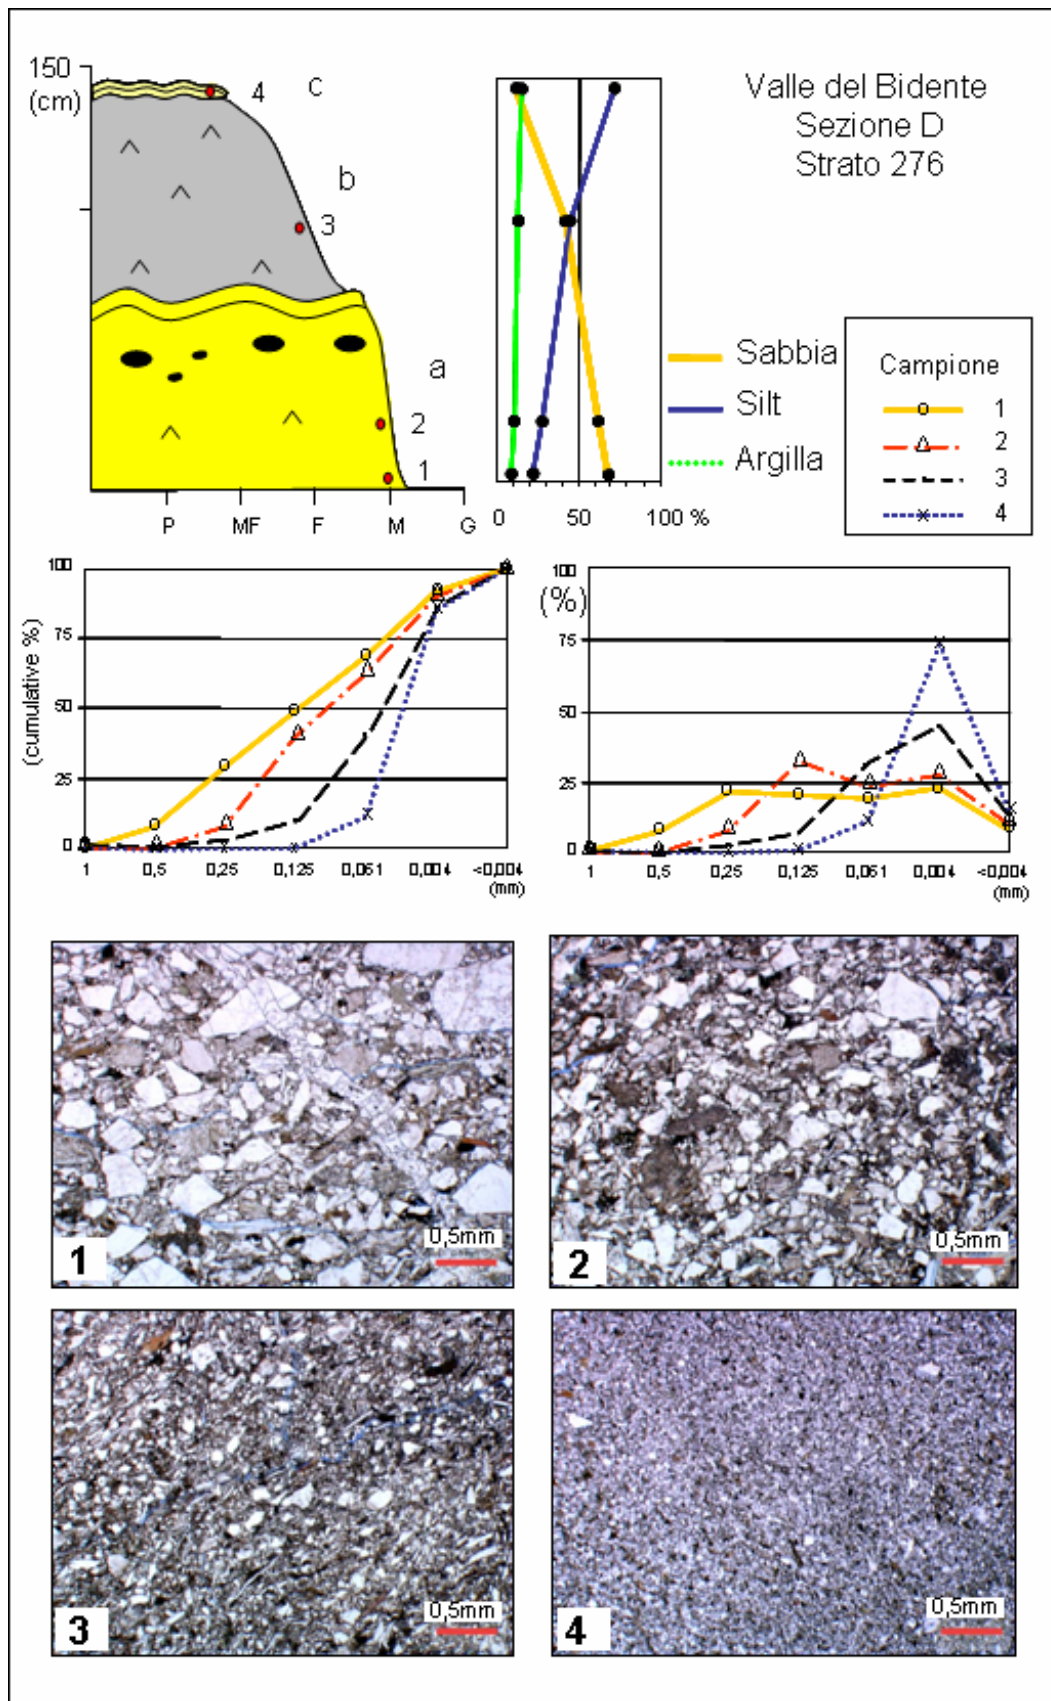 150
(cm)
4
c
b
3
a
2
1
P MF F M G
0 50 100 %
Valle del Bidente
Sezione D
Strato 276
Sabbia
Silt
Argilla
Campione
1
2
3
4
(cumulative %)
100
75
50
25
0
1 0,5 0,25 0,125 0,061 0,004 <0,004
(mm)
(%)
100
75
50
25
0
1 0,5 0,25 0,125 0,061 0,004 <0,004
(mm)
1
0,5mm
2
0,5mm
3
0,5mm
4
0,5mm